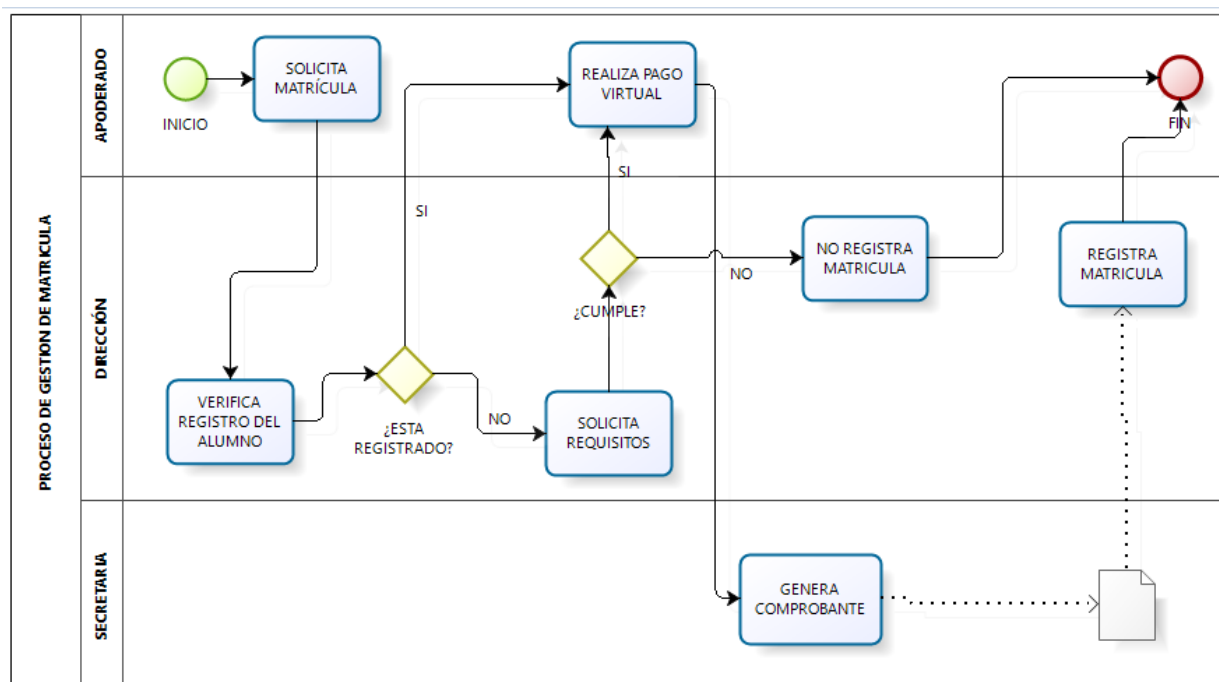 PROCESO DE GESTION DE MATRICULA
APODERADO
INICIO
SOLICITA
MATRÍCULA
REALIZA PAGO
VIRTUAL
FIN
DIRECCIÓN
SI
SI
¿CUMPLE?
NO
NO REGISTRA
MATRICULA
REGISTRA
MATRICULA
VERIFICA
REGISTRO DEL
ALUMNO
¿ESTA
REGISTRADO?
NO
SOLICITA
REQUISITOS
SECRETARIA
GENERA
COMPROBANTE